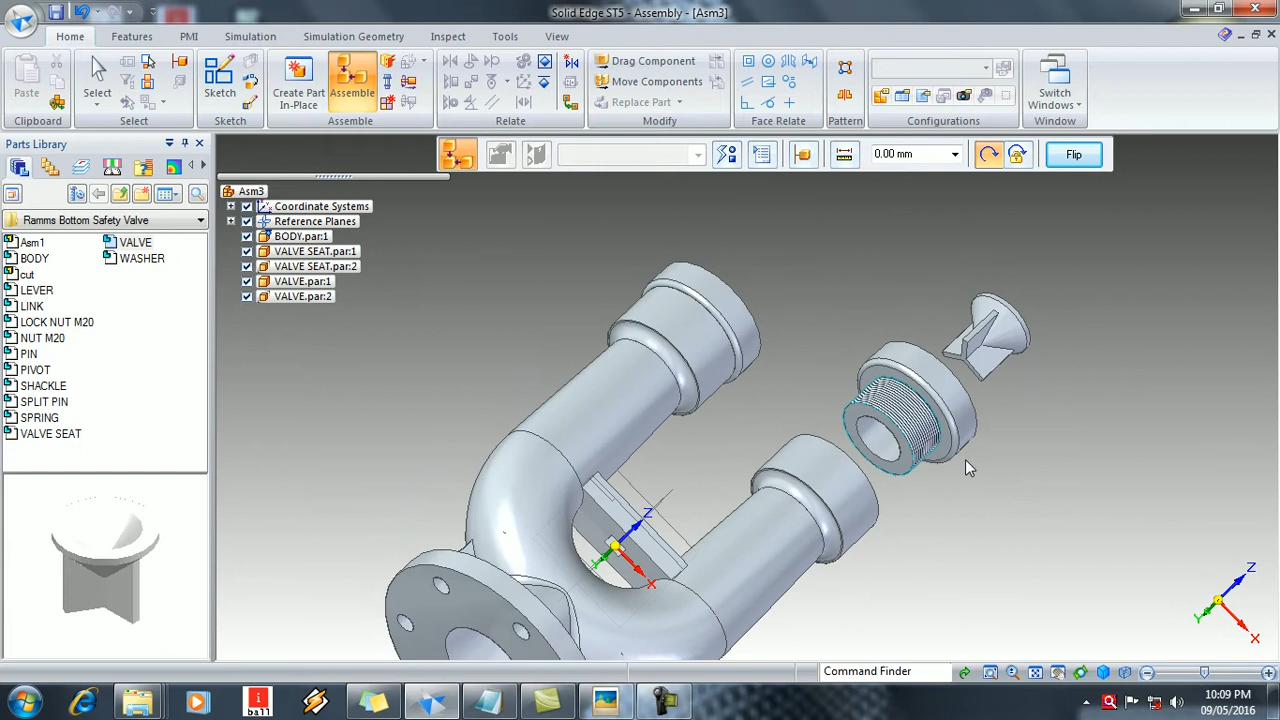 Solid Edge ST5 - Assembly - [Asm3]
Home Features PMI Simulation Simulation Geometry Inspect Sketch Tools View
Paste
Clipboard
Select
Select
Sketch
Sketch
Create Part In-Place
Assemble
Assemble
Relate
Drag Component
Move Components
Replace Part
Modify
Face Relate
Pattern
Configurations
Switch Windows
Window
Parts Library
0.00 mm
Flip
Ramms Bottom Safety Valve
Asm1
BODY
cut
LEVER
LINK
LOCK NUT M20
NUT M20
PIN
PIVOT
SHACKLE
SPLIT PIN
SPRING
VALVE SEAT
VALVE
WASHER
Asm3
Coordinate Systems
Reference Planes
BODY.par:1
VALVE SEAT.par:1
VALVE SEAT.par:2
VALVE.par:1
VALVE.par:2
Z
Y
X
Z
Y
X
Command Finder
i
ball
10:09 PM
09/05/2016